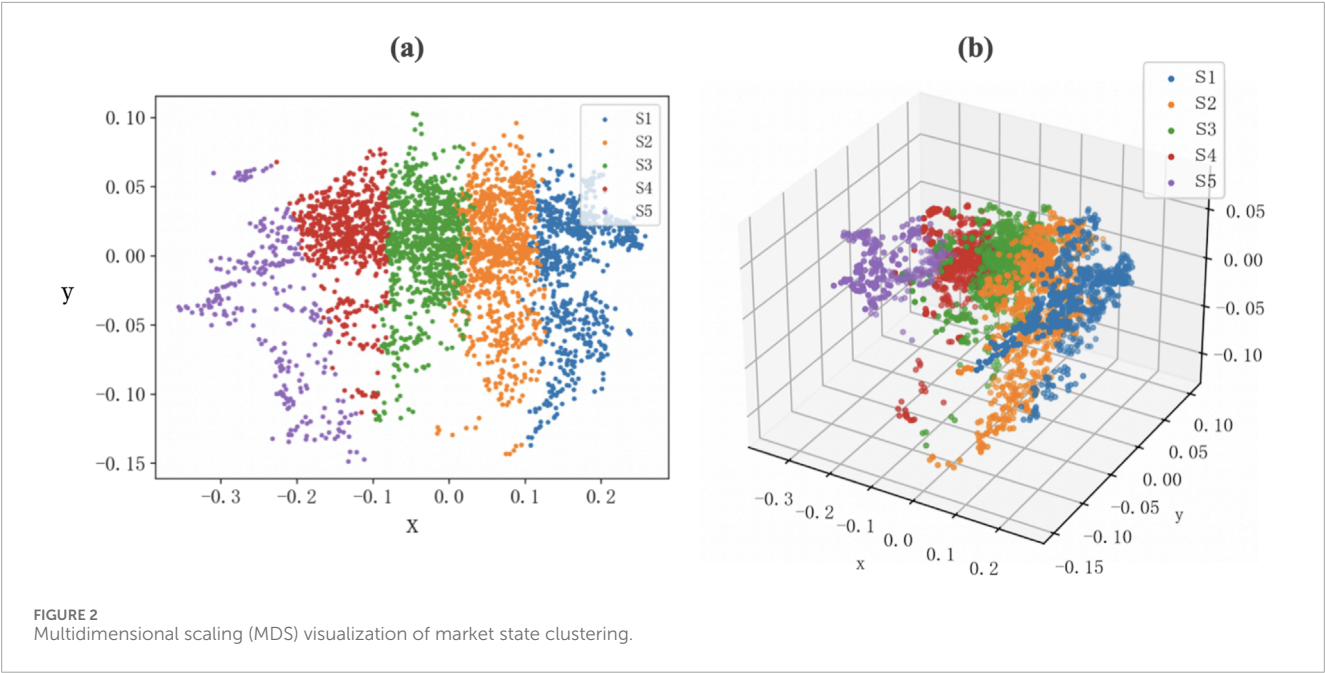 (a)
S1
S2
S3
S4
S5
0.10
0.05
0.00
−0.05
−0.10
−0.15
y
−0.3 −0.2 −0.1 0.0 0.1 0.2
x
(b)
S1
S2
S3
S4
S5
0.05
0.00
−0.05
−0.10
0.10
0.05
0.00
−0.05
−0.10
−0.15
y
−0.3
−0.2
−0.1
0.0
0.1
0.2
x
FIGURE 2
Multidimensional scaling (MDS) visualization of market state clustering.